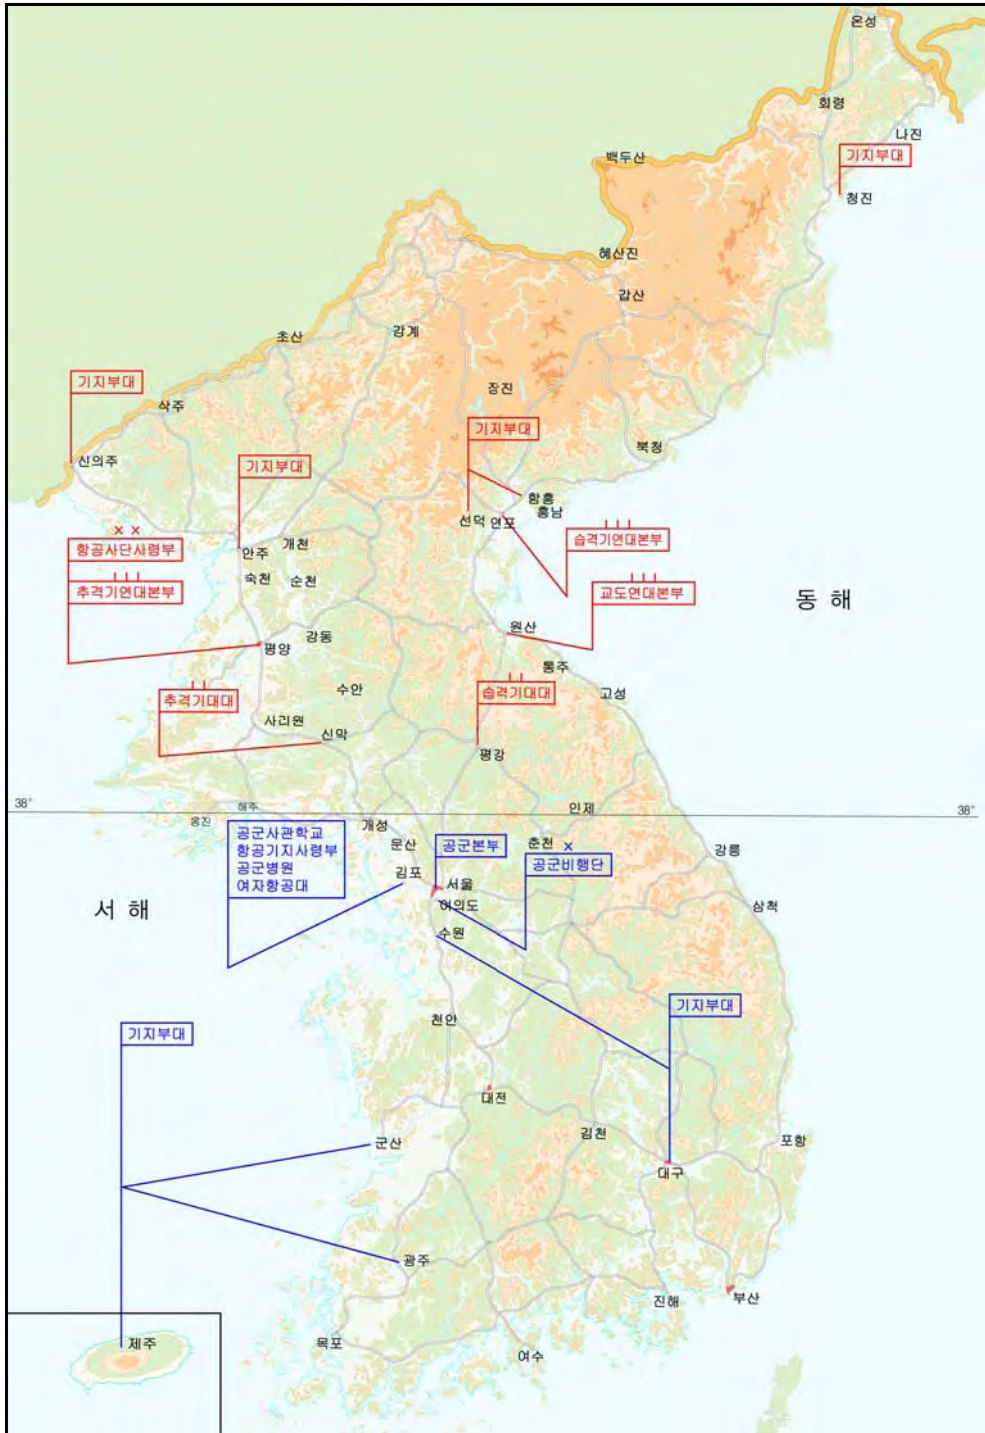 온성
회령
나진
백두산
기지부대
청진
혜산진
갑산
강계
초산
기지부대
장진
삭주
기지부대
북청
신의주
기지부대
함흥
흥남
선덕
연포
항공사단사령부
안주
개천
습격기연대본부
추격기연대본부
숙천
순천
교도연대본부
동 해
원산
강동
평양
통주
수안
고성
추격기대대
습격기대대
사리원
신막
평강
38°
해주
인제
38°
옹진
개성
공군사관학교
항공기지사령부
공군병원
여자항공대
문산
공군본부
춘천
강릉
공군비행단
김포
서울
여의도
삼척
서 해
수원
기지부대
천안
기지부대
대전
김천
포항
군산
대구
광주
진해
부산
제주
목포
여수